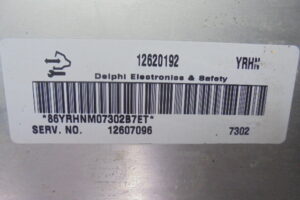 12620192 YRHN
Delphi Electronics & Safety
*86YRHNM07302B7ET*
SERV. NO. 12607096 7302